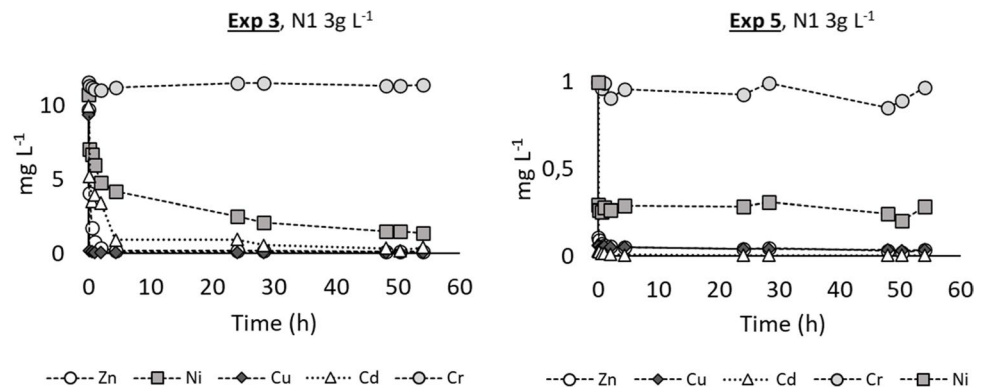 Exp 3, N1 3g L⁻¹
mg L⁻¹
10
5
0
0 10 20 30 40 50 60
Time (h)
Zn Ni Cu Cd Cr
Exp 5, N1 3g L⁻¹
mg L⁻¹
1
0,5
0
0 10 20 30 40 50 60
Time (h)
Zn Cu Cd Cr Ni